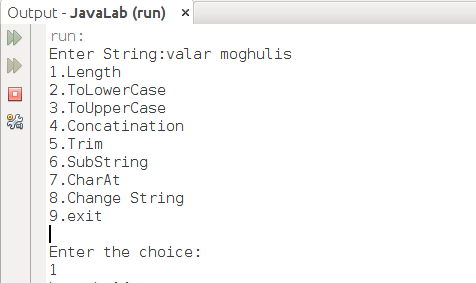 Output - JavaLab (run) ×
run:
Enter String:valar moghulis
1.Length
2.ToLowerCase
3.ToUpperCase
4.Concatination
5.Trim
6.SubString
7.CharAt
8.Change String
9.exit
Enter the choice:
1